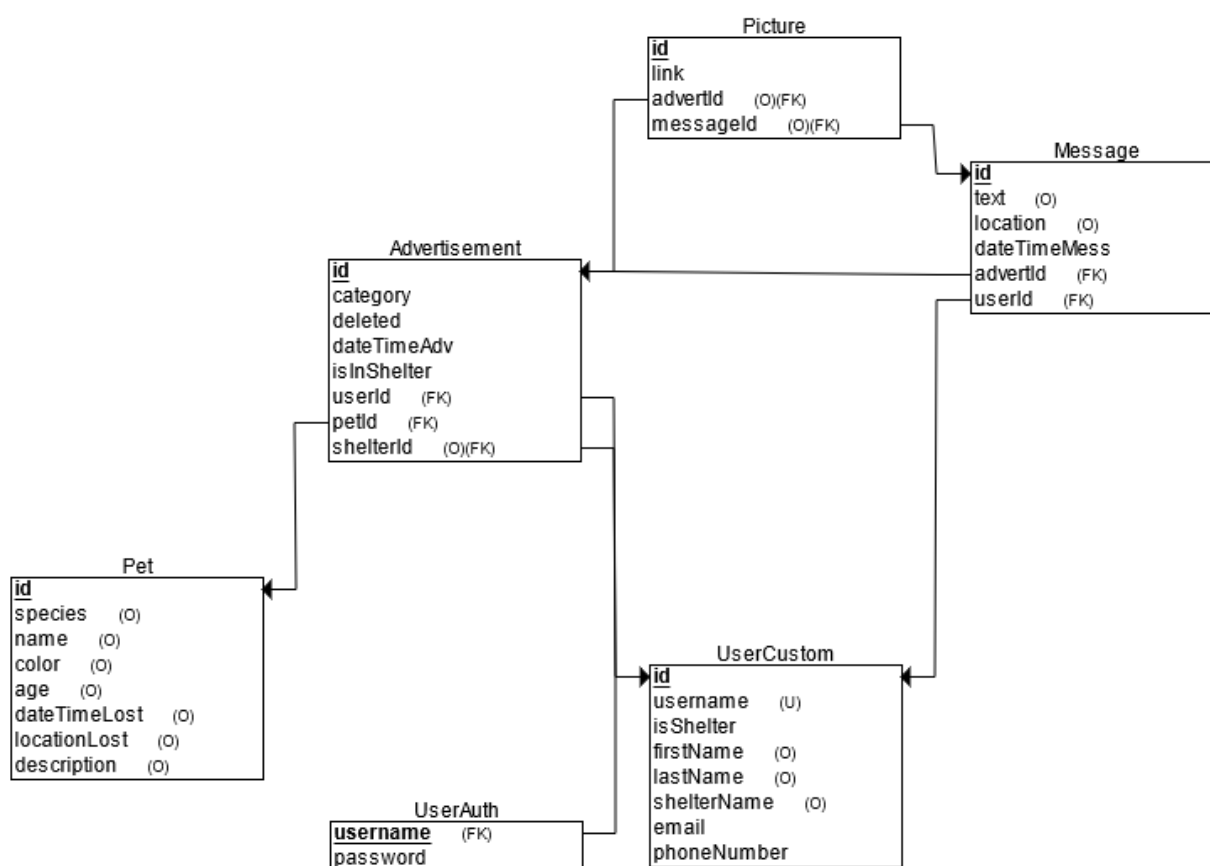 Picture
id
link
advertId (O)(FK)
messageId (O)(FK)
Message
id
text (O)
location (O)
dateTimeMess
advertId (FK)
userId (FK)
Advertisement
id
category
deleted
dateTimeAdv
isInShelter
userId (FK)
petId (FK)
shelterId (O)(FK)
Pet
id
species (O)
name (O)
color (O)
age (O)
dateTimeLost (O)
locationLost (O)
description (O)
UserCustom
id
username (U)
isShelter
firstName (O)
lastName (O)
shelterName (O)
email
phoneNumber
UserAuth
username (FK)
password